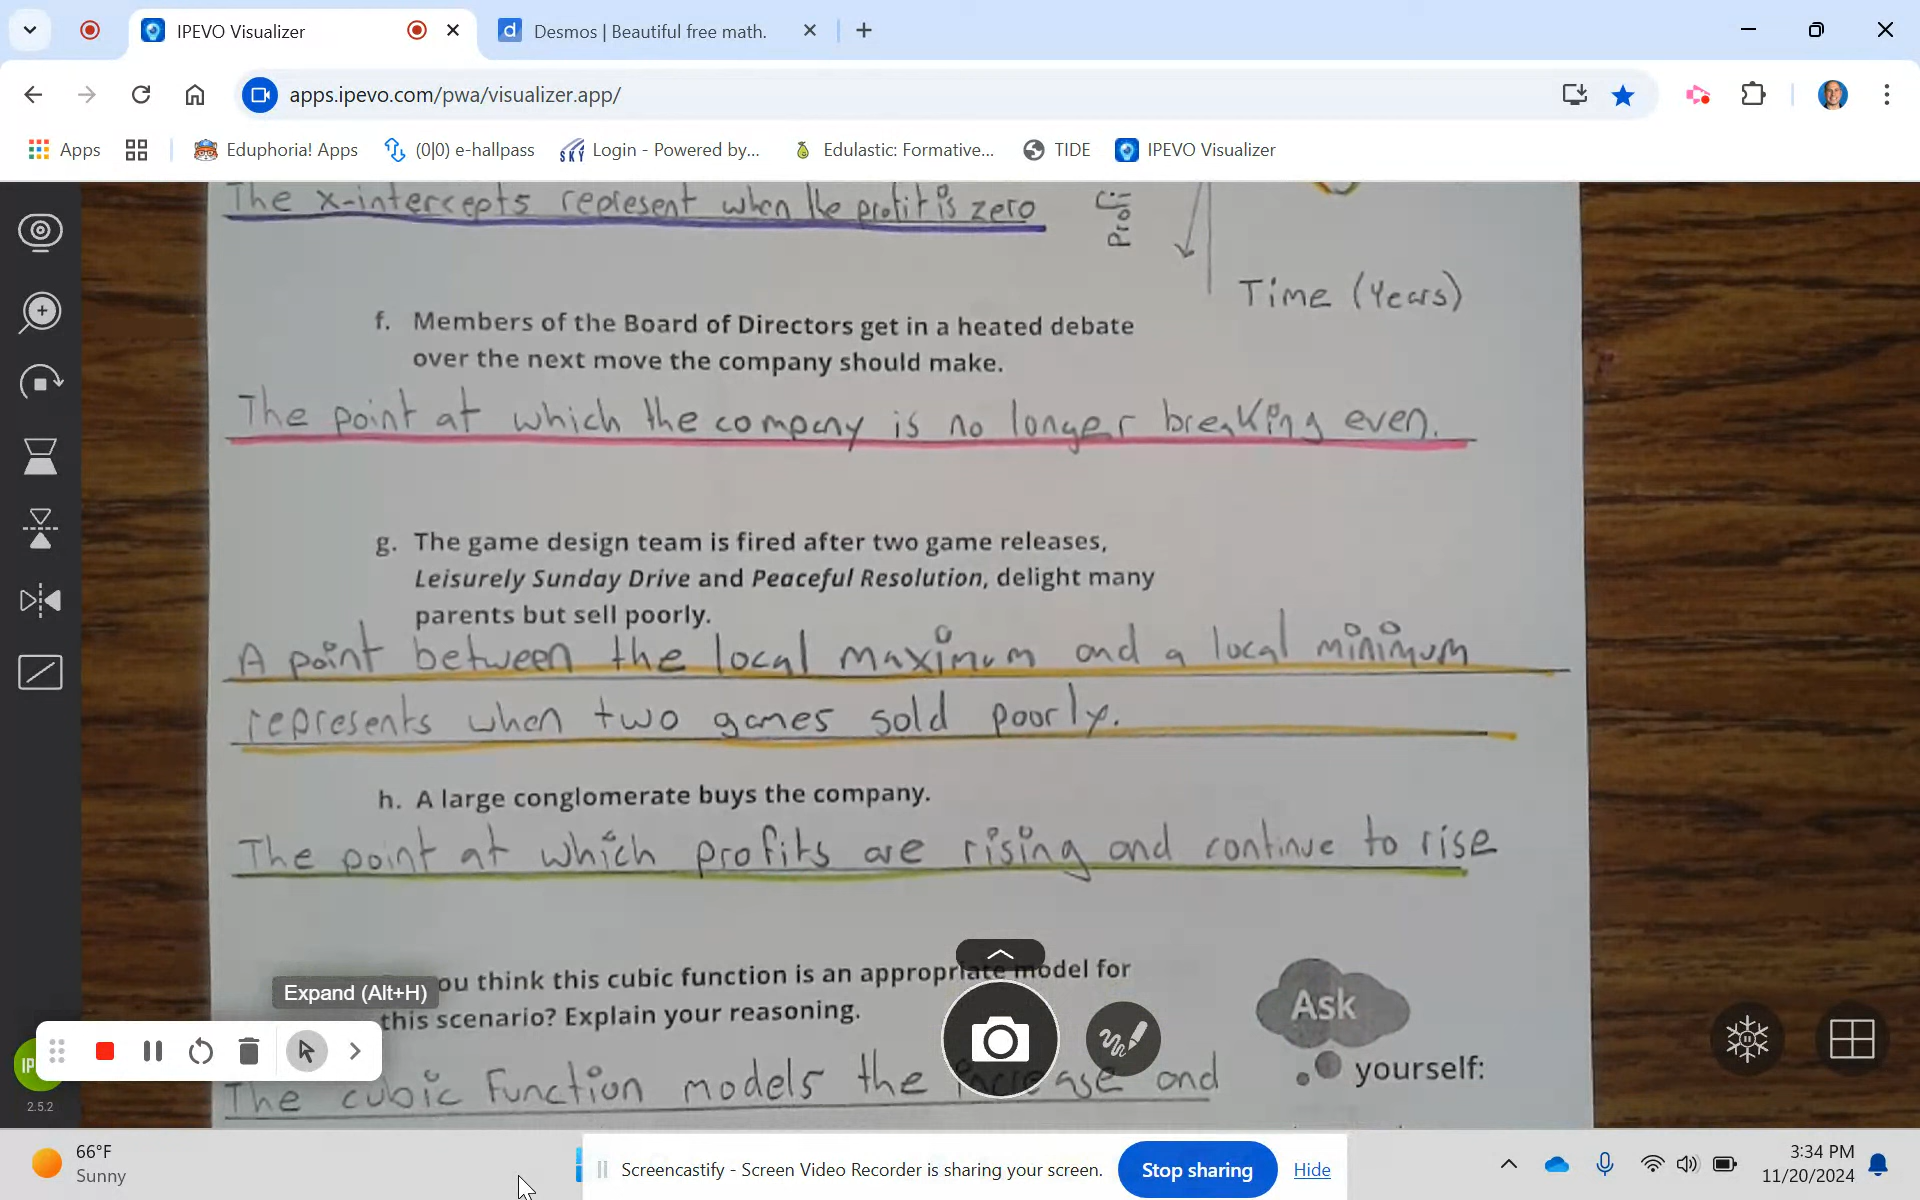 IPEVO Visualizer
Desmos | Beautiful free math.
apps.ipevo.com/pwa/visualizer.app/
Apps
Eduphoria! Apps
(0|0) e-hallpass
SKY
Login - Powered by...
Edulastic: Formative...
TIDE
IPEVO Visualizer
The x-intercepts represent when the profit is zero
Time (Years)
f. Members of the Board of Directors get in a heated debate
over the next move the company should make.
The point at which the company is no longer breaking even.
g. The game design team is fired after two game releases,
Leisurely Sunday Drive and Peaceful Resolution, delight many
parents but sell poorly.
A point between the local maximum and a local minimum
represents when two games sold poorly.
h. A large conglomerate buys the company.
The point at which profits are rising and continue to rise
ou think this cubic function is an appropriate model for
this scenario? Explain your reasoning.
Expand (Alt+H)
Ask
yourself:
The cubic function models the increase and
2.5.2
66°F
Sunny
Screencastify - Screen Video Recorder is sharing your screen.
Stop sharing
Hide
3:34 PM
11/20/2024